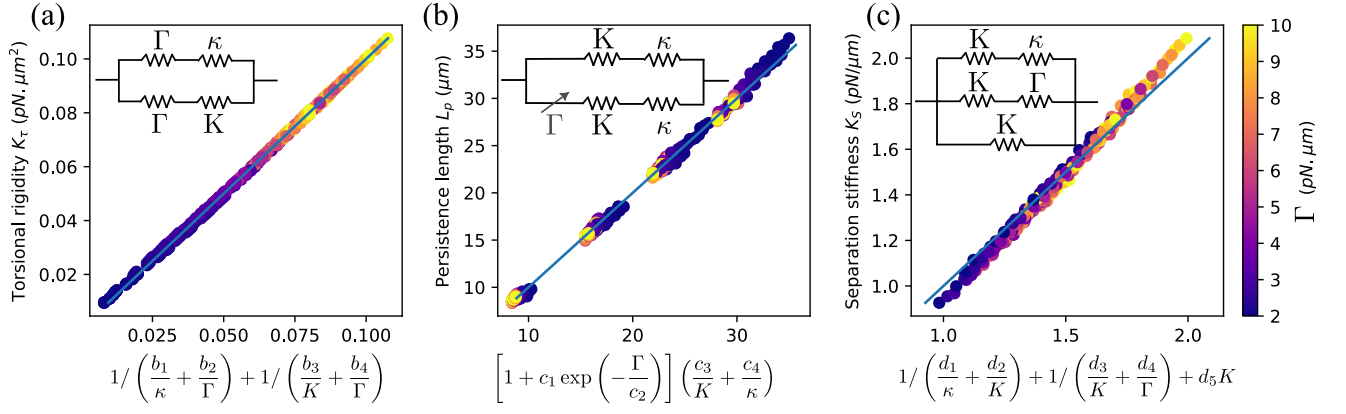 (a)
Torsional rigidity K_τ (pN.μm²)
0.10
0.08
0.06
0.04
0.02
Γ κ
Γ K
0.025 0.050 0.075 0.100
1/(b₁/κ + b₂/Γ) + 1/(b₃/K + b₄/Γ)
(b)
Persistence length L_p (μm)
35
30
25
20
15
10
K κ
Γ K κ
10 20 30
[1 + c₁ exp(−Γ/c₂)] (c₃/K + c₄/κ)
(c)
Separation stiffness K_S (pN/μm)
2.0
1.8
1.6
1.4
1.2
1.0
K κ
K Γ
K
1.0 1.5 2.0
1/(d₁/κ + d₂/K) + 1/(d₃/K + d₄/Γ) + d₅K
10
9
8
7
6
5
4
3
2
Γ (pN.μm)